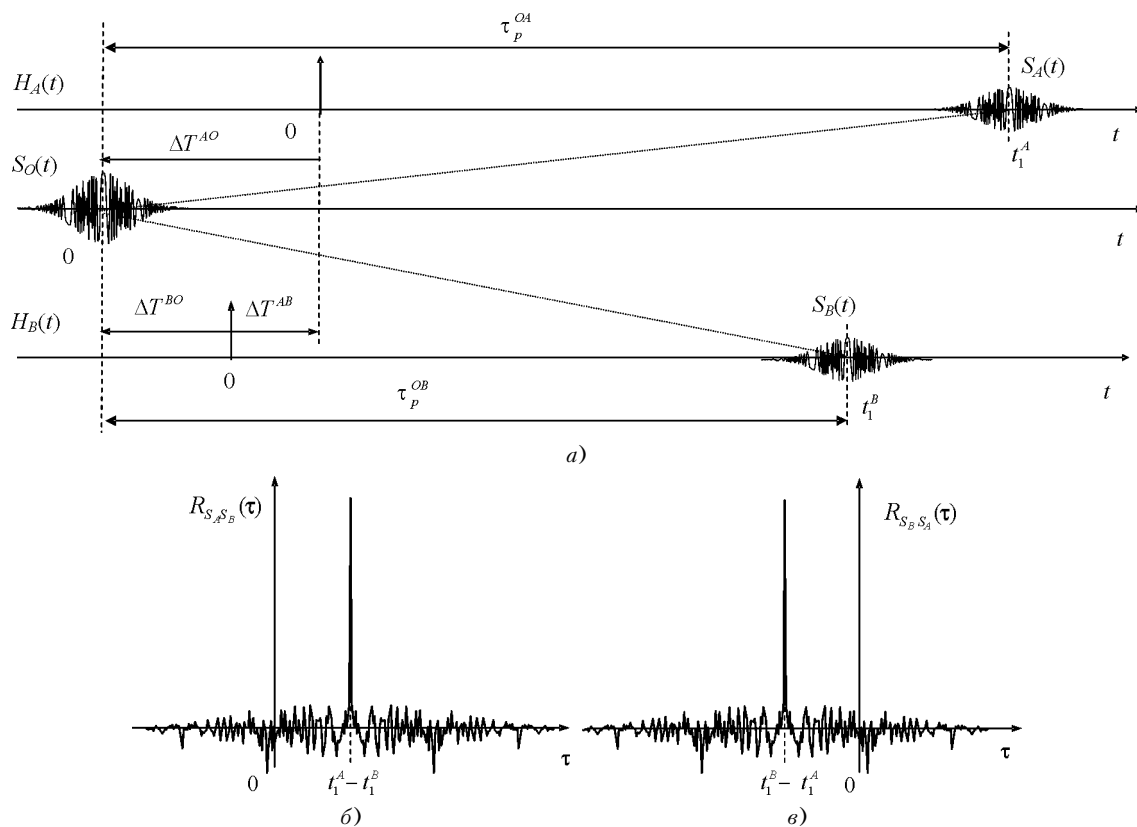 τ_p^{OA}
H_A(t)
S_A(t)
0
t
t_1^A
ΔT^{AO}
S_O(t)
0
t
ΔT^{BO}
ΔT^{AB}
S_B(t)
H_B(t)
0
τ_p^{OB}
t
t_1^B
а)
R_{S_A S_B}(τ)
R_{S_B S_A}(τ)
τ
τ
0
t_1^A – t_1^B
t_1^B – t_1^A
0
б)
в)